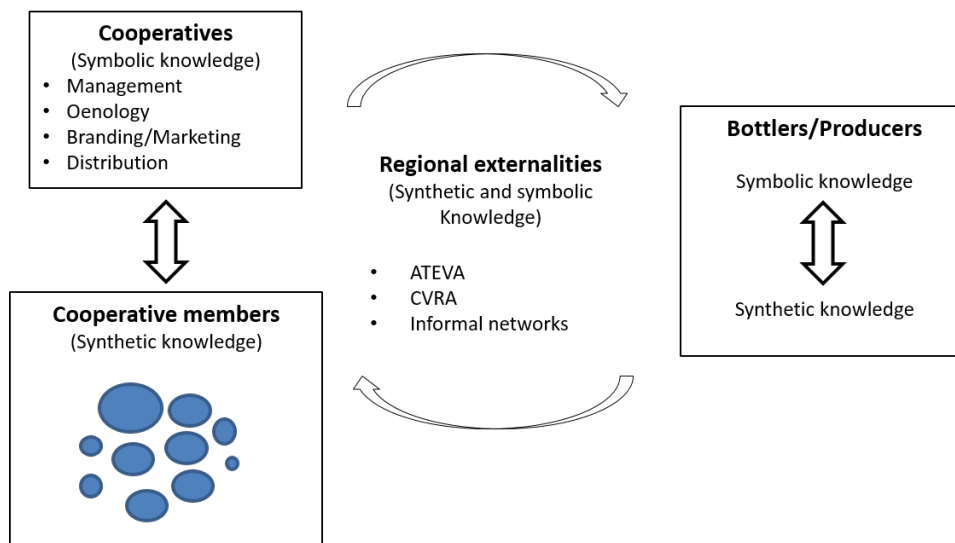 Cooperatives
(Symbolic knowledge)
• Management
• Oenology
• Branding/Marketing
• Distribution
Cooperative members
(Synthetic knowledge)
Regional externalities
(Synthetic and symbolic
Knowledge)
• ATEVA
• CVRA
• Informal networks
Bottlers/Producers
Symbolic knowledge
Synthetic knowledge